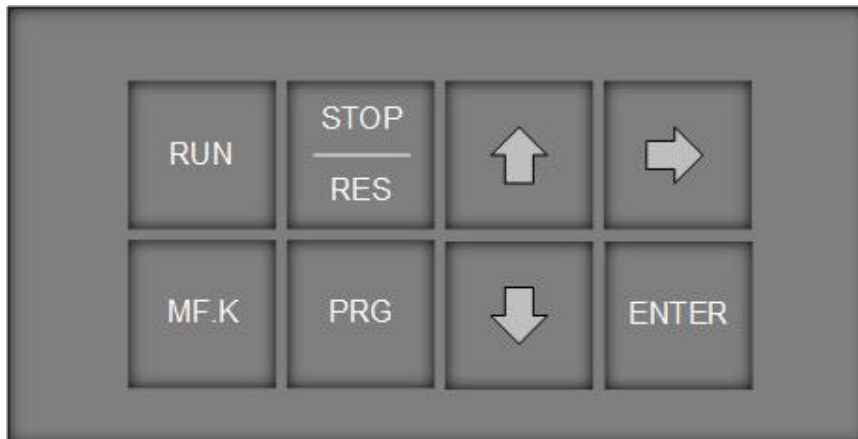 RUN
STOP
RES
MF.K
PRG
ENTER